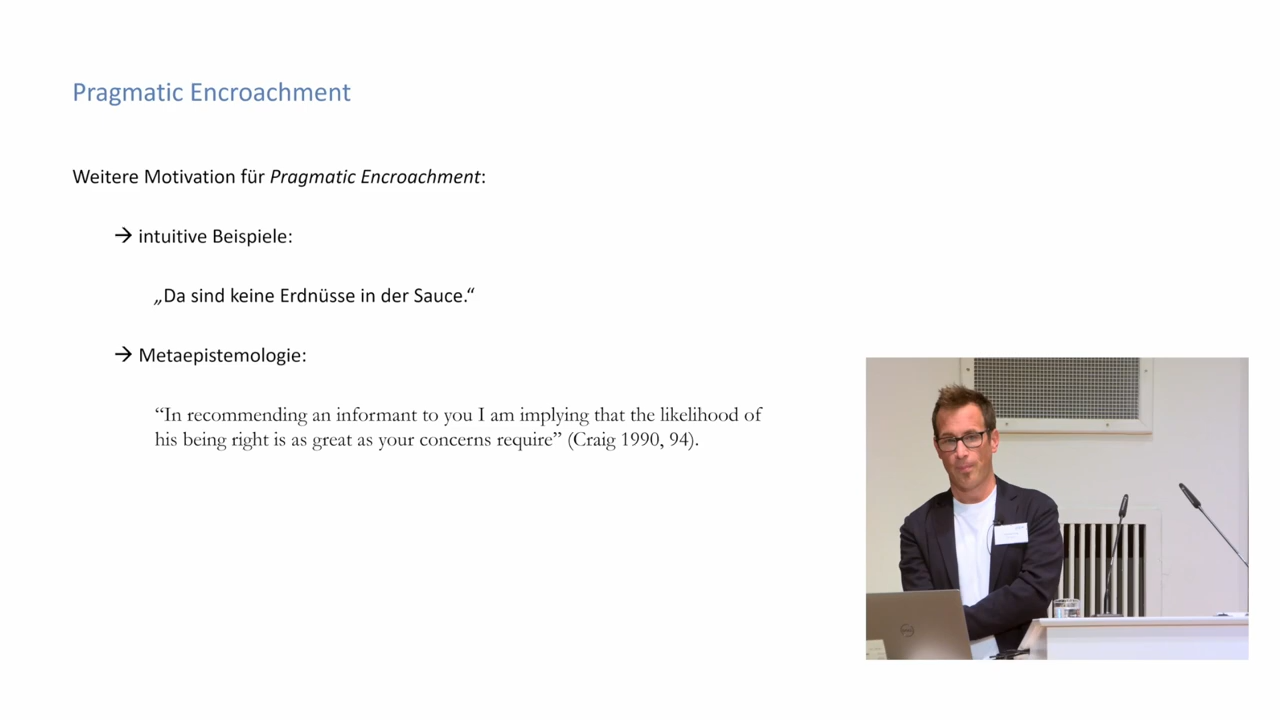 Pragmatic Encroachment
Weitere Motivation für Pragmatic Encroachment:
→ intuitive Beispiele:
„Da sind keine Erdnüsse in der Sauce.“
→ Metaepistemologie:
“In recommending an informant to you I am implying that the likelihood of
his being right is as great as your concerns require” (Craig 1990, 94).